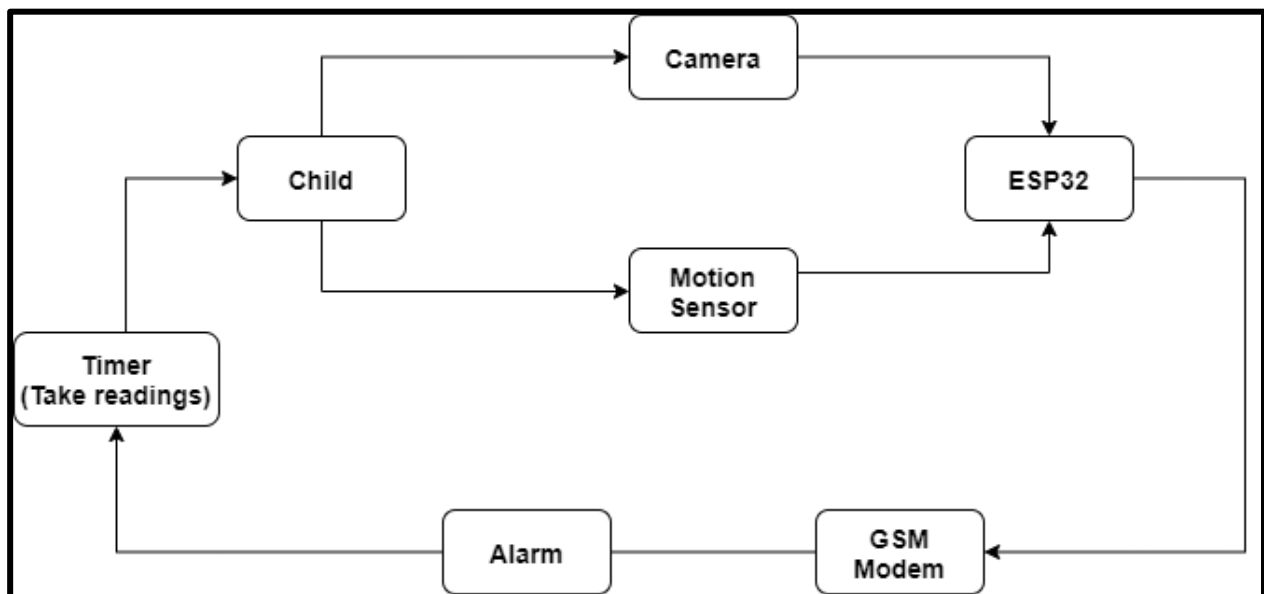 Camera
Child
ESP32
Motion
Sensor
Timer
(Take readings)
Alarm
GSM
Modem